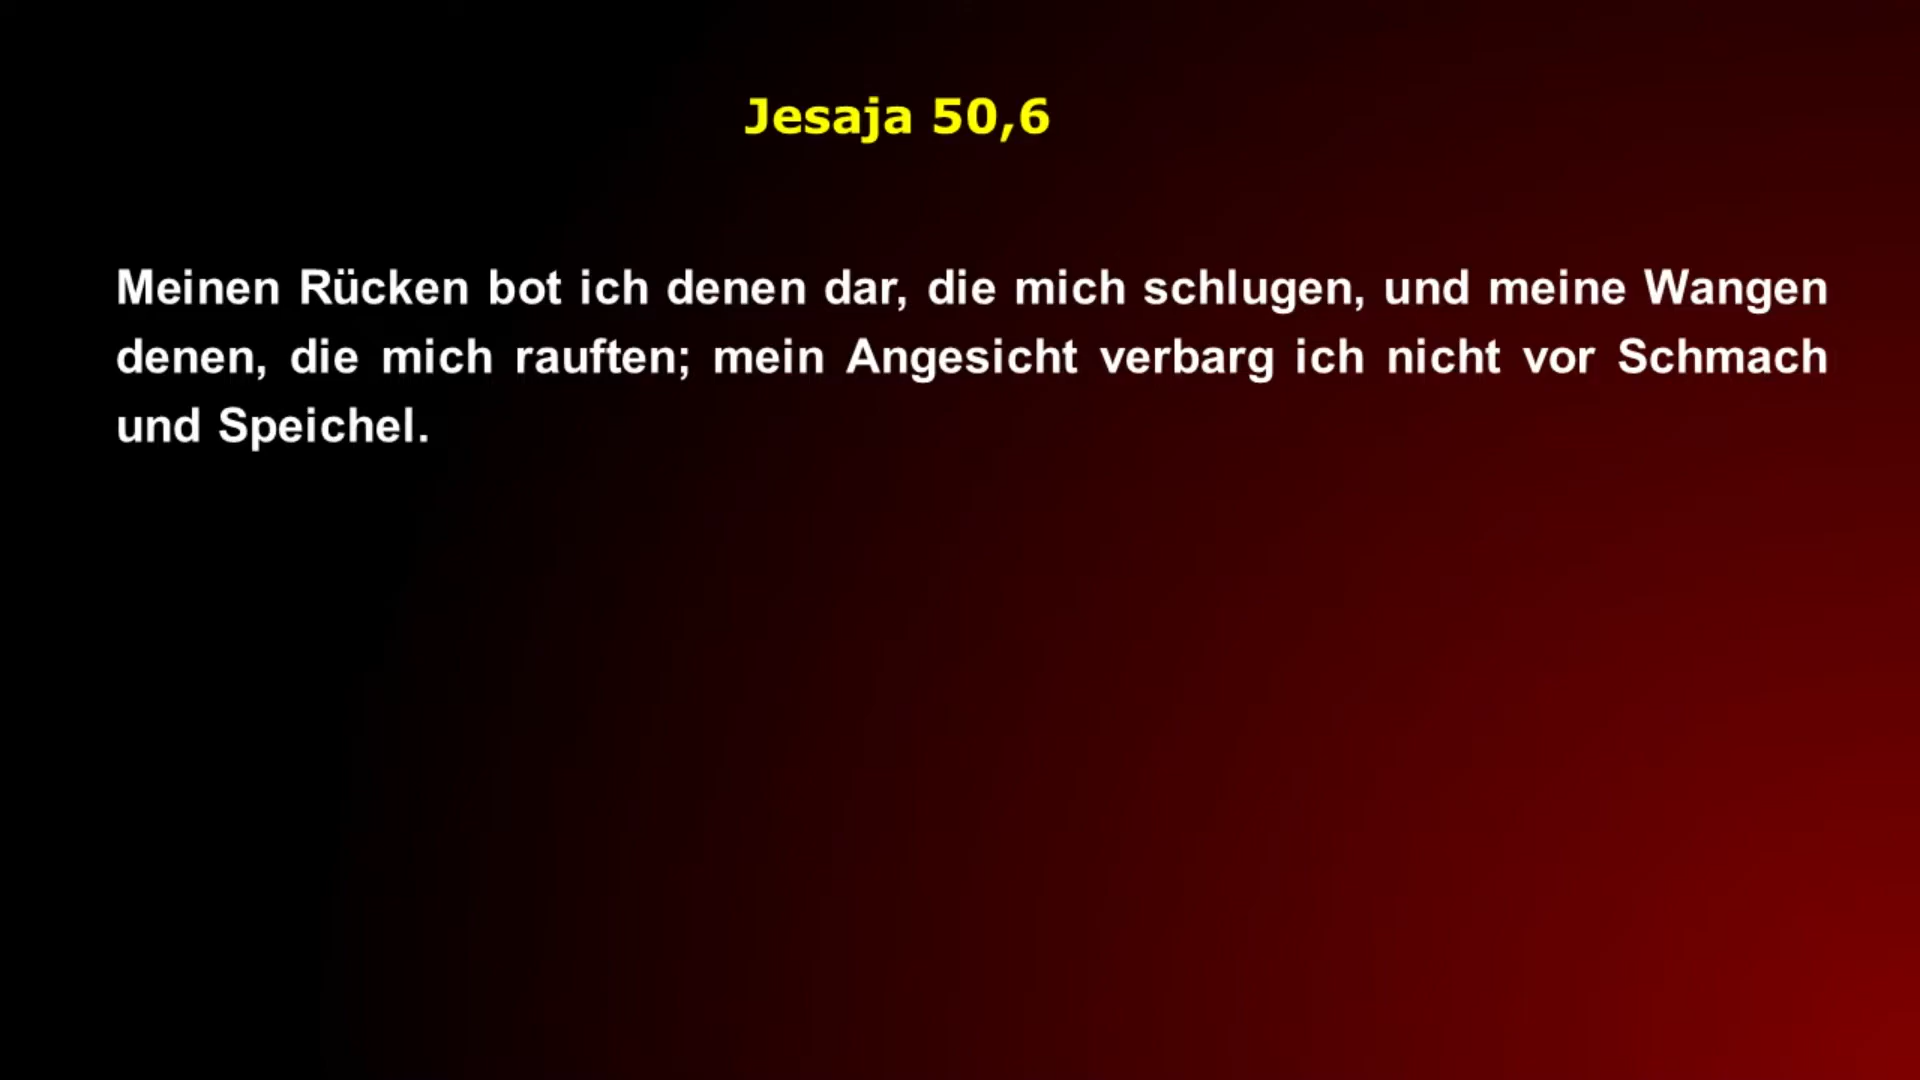 Jesaja 50,6
Meinen Rücken bot ich denen dar, die mich schlugen, und meine Wangen
denen, die mich rauften; mein Angesicht verbarg ich nicht vor Schmach
und Speichel.